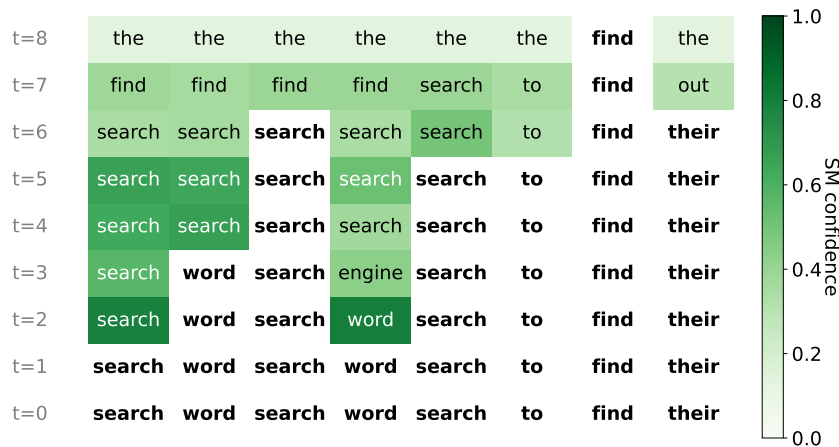 t=8 the the the the the the find the
t=7 find find find find search to find out
t=6 search search search search search to find their
t=5 search search search search search to find their
t=4 search search search search search to find their
t=3 search word search engine search to find their
t=2 search word search word search to find their
t=1 search word search word search to find their
t=0 search word search word search to find their
1.0
0.8
0.6
0.4
0.2
0.0
SM confidence